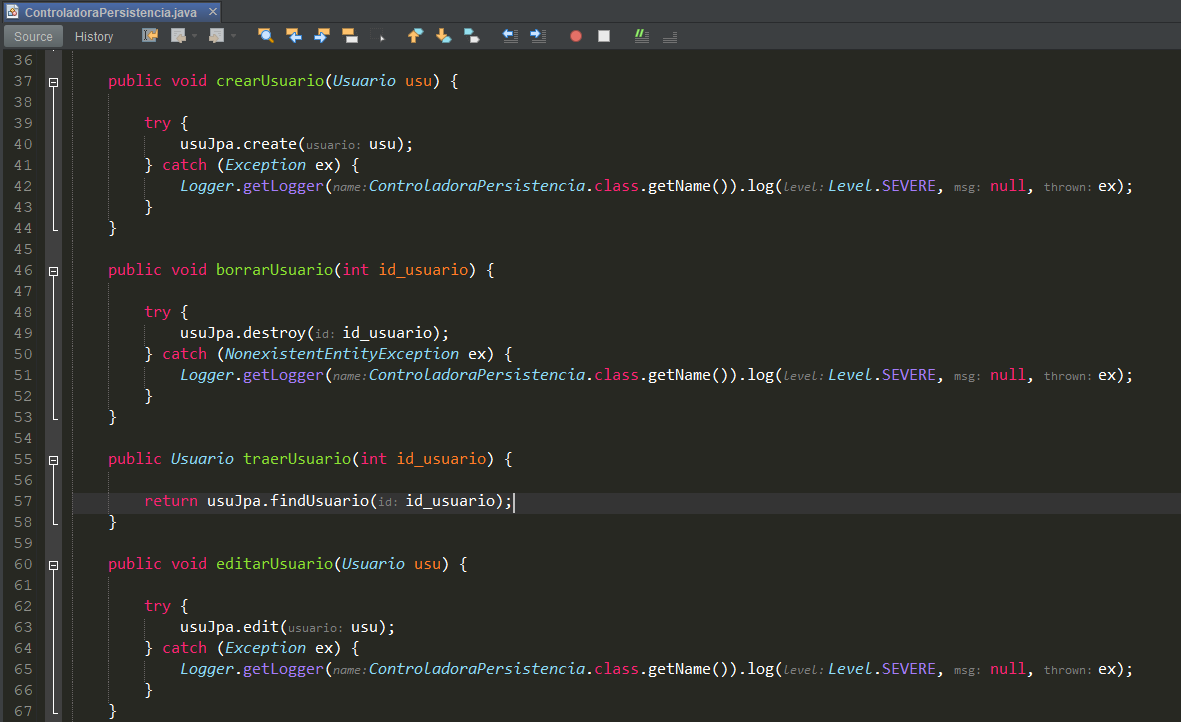 ControladoraPersistencia.java ×
Source History
36
37 public void crearUsuario(Usuario usu) {
38
39 try {
40 usuJpa.create(usuario: usu);
41 } catch (Exception ex) {
42 Logger.getLogger(name:ControladoraPersistencia.class.getName()).log(level:Level.SEVERE, msg: null, thrown: ex);
43 }
44 }
45
46 public void borrarUsuario(int id_usuario) {
47
48 try {
49 usuJpa.destroy(id: id_usuario);
50 } catch (NonexistentEntityException ex) {
51 Logger.getLogger(name:ControladoraPersistencia.class.getName()).log(level:Level.SEVERE, msg: null, thrown: ex);
52 }
53 }
54
55 public Usuario traerUsuario(int id_usuario) {
56
57 return usuJpa.findUsuario(id: id_usuario);
58 }
59
60 public void editarUsuario(Usuario usu) {
61
62 try {
63 usuJpa.edit(usuario: usu);
64 } catch (Exception ex) {
65 Logger.getLogger(name:ControladoraPersistencia.class.getName()).log(level:Level.SEVERE, msg: null, thrown: ex);
66 }
67 }